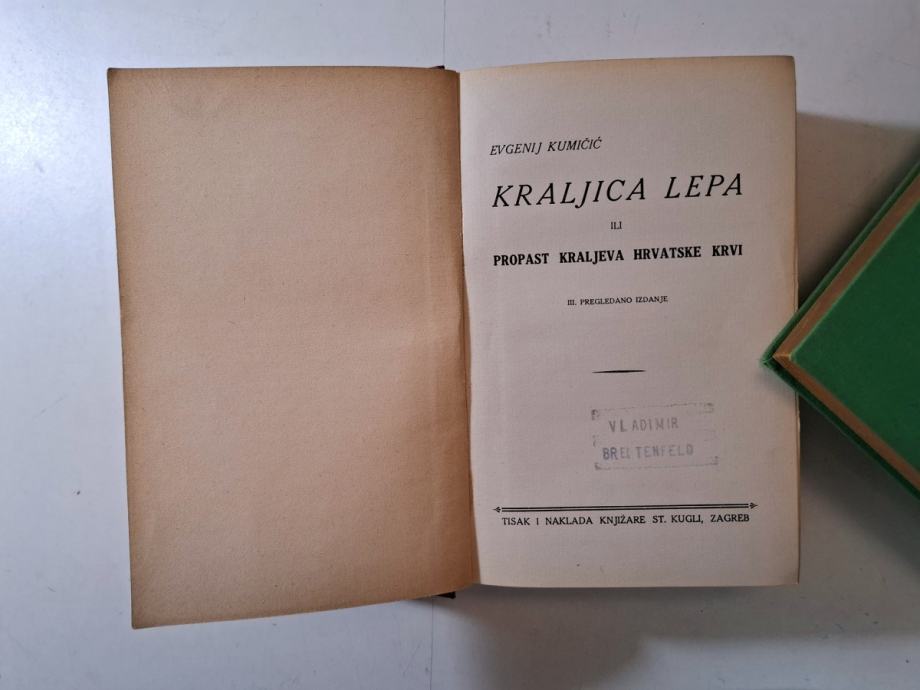 EVGENIJ KUMIČIĆ
KRALJICA LEPA
ILI
PROPAST KRALJEVA HRVATSKE KRVI
III. PREGLEDANO IZDANJE
VLADIMIR
BREITENFELD
TISAK I NAKLADA KNJIŽARE ST. KUGLI, ZAGREB